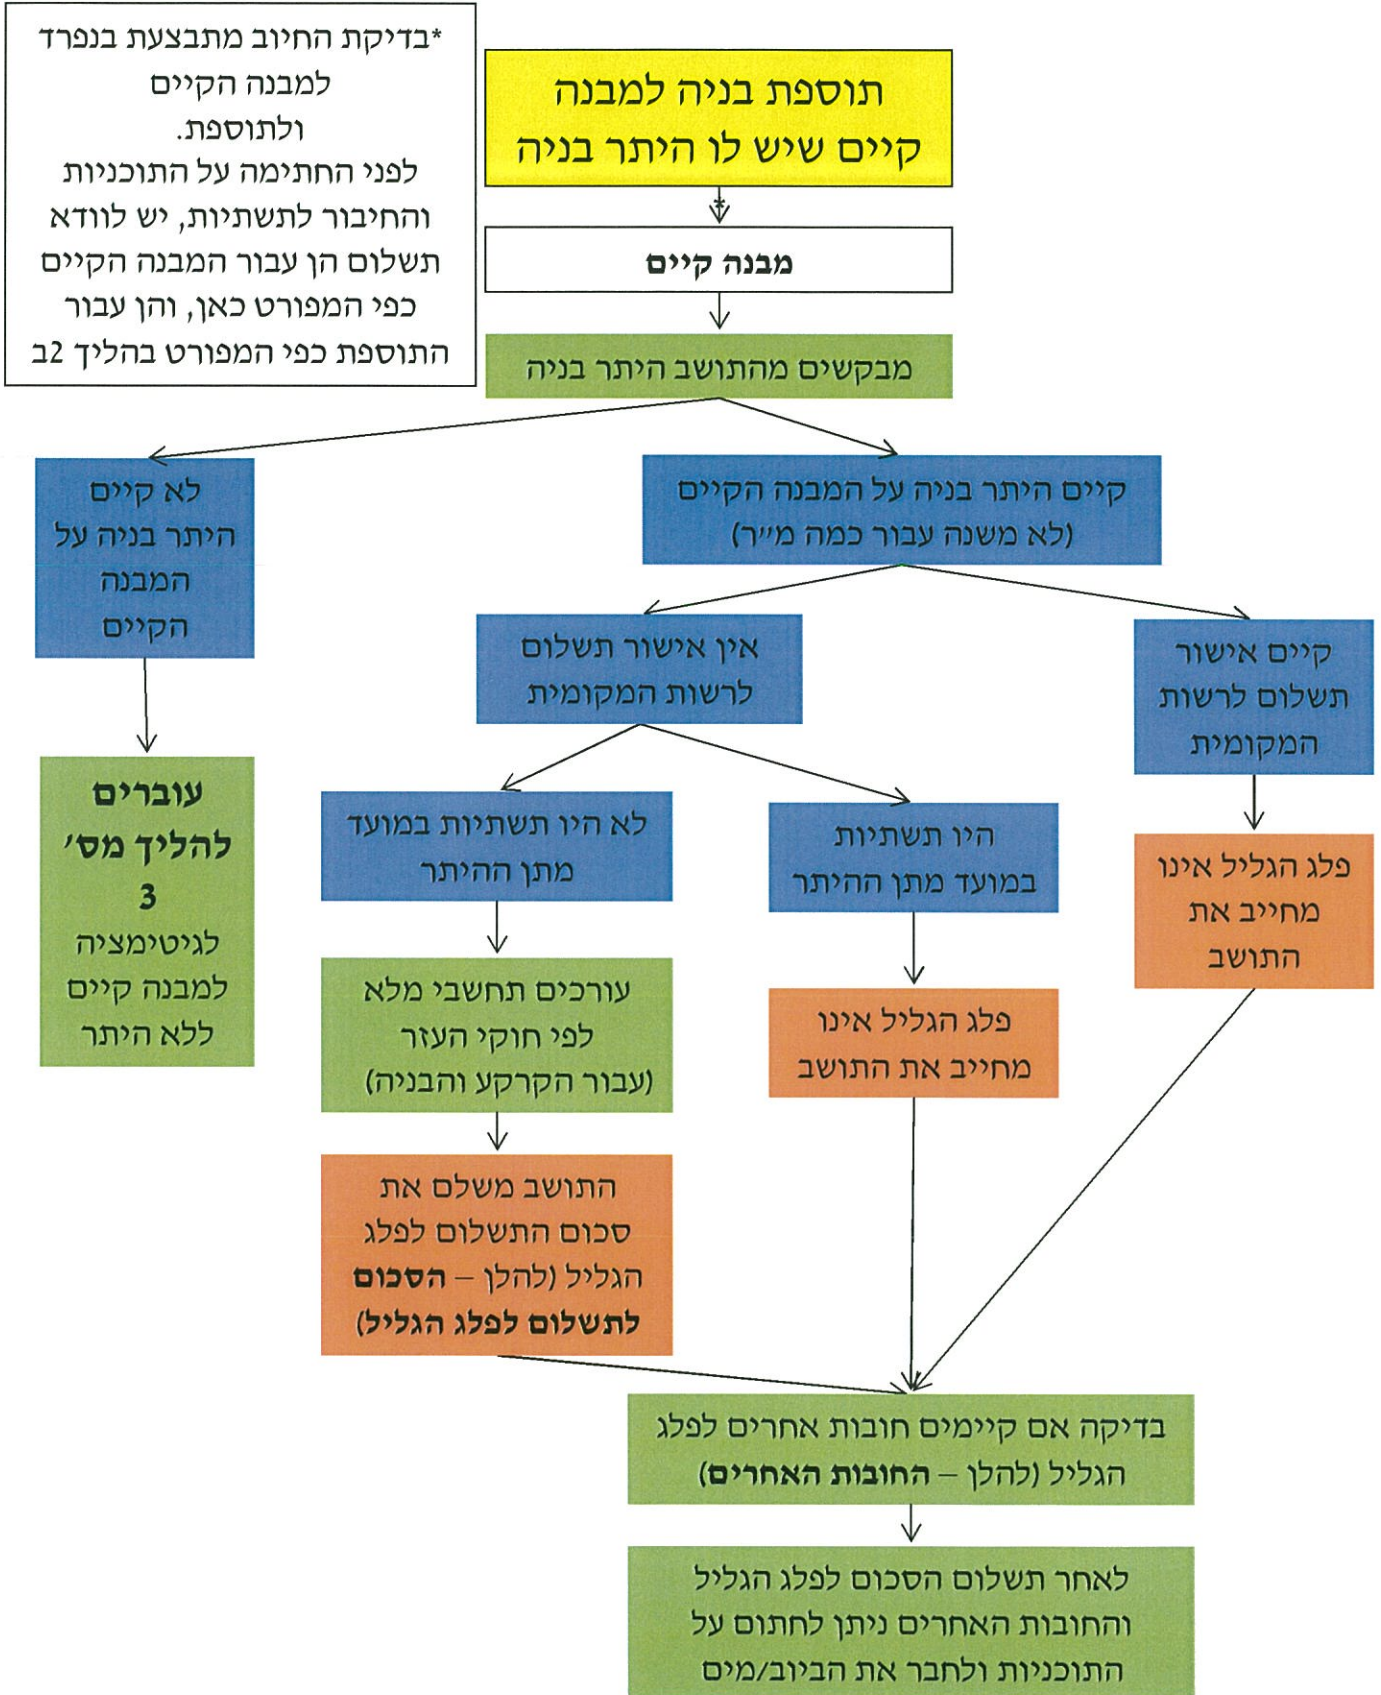 *בדיקת החיוב מתבצעת בנפרד
למבנה הקיים
ולתוספת.
לפני החתימה על התוכניות
והחיבור לתשתיות, יש לוודא
תשלום הן עבור המבנה הקיים
כפי המפורט כאן, והן עבור
התוספת כפי המפורט בהליך 2ב
תוספת בניה למבנה
קיים שיש לו היתר בניה
*
מבנה קיים
מבקשים מהתושב היתר בניה
קיים היתר בניה על המבנה הקיים
(לא משנה עבור כמה מ״ר)
לא קיים
היתר בניה על
המבנה
הקיים
קיים אישור
תשלום לרשות
המקומית
אין אישור תשלום
לרשות המקומית
עוברים
להליך מס׳
3
לגיטימציה
למבנה קיים
ללא היתר
היו תשתיות
במועד מתן ההיתר
לא היו תשתיות במועד
מתן ההיתר
פלג הגליל אינו
מחייב את
התושב
פלג הגליל אינו
מחייב את התושב
עורכים תחשבי מלא
לפי חוקי העזר
(עבור הקרקע והבניה)
התושב משלם את
סכום התשלום לפלג
הגליל (להלן – הסכום
לתשלום לפלג הגליל)
בדיקה אם קיימים חובות אחרים לפלג
הגליל (להלן – החובות האחרים)
לאחר תשלום הסכום לפלג הגליל
והחובות האחרים ניתן לחתום על
התוכניות ולחבר את הביוב/מים